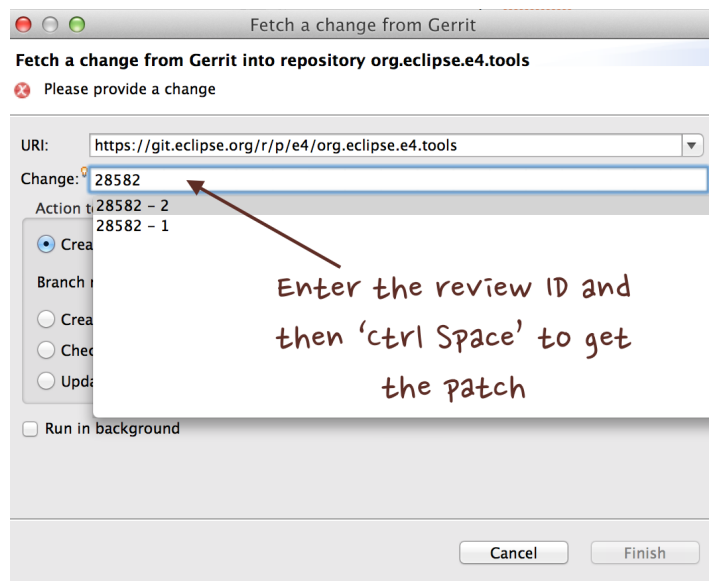 Fetch a change from Gerrit
Fetch a change from Gerrit into repository org.eclipse.e4.tools
Please provide a change
URI: https://git.eclipse.org/r/p/e4/org.eclipse.e4.tools
Change: 28582
Action
28582 – 2
28582 – 1
Branch
Enter the review ID and
then ‘ctrl Space’ to get
the patch
Run in background
Cancel Finish